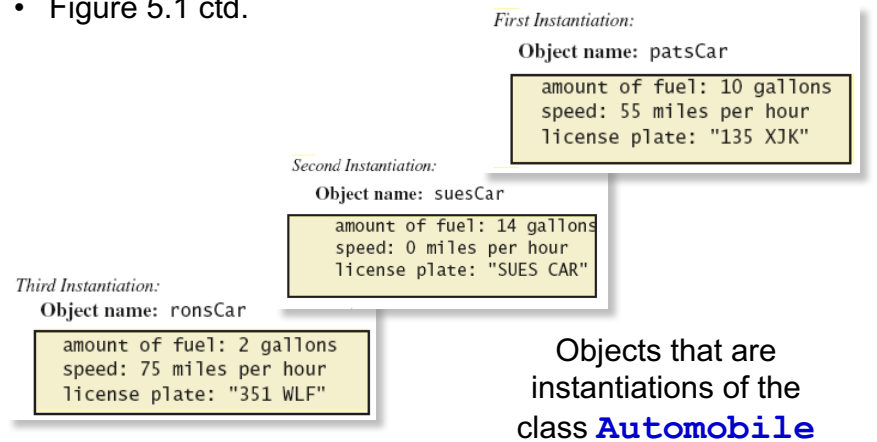 • Figure 5.1 ctd.
First Instantiation:
Object name: patsCar
amount of fuel: 10 gallons
speed: 55 miles per hour
license plate: "135 XJK"
Second Instantiation:
Object name: suesCar
amount of fuel: 14 gallons
speed: 0 miles per hour
license plate: "SUES CAR"
Third Instantiation:
Object name: ronsCar
amount of fuel: 2 gallons
speed: 75 miles per hour
license plate: "351 WLF"
Objects that are
instantiations of the
class Automobile